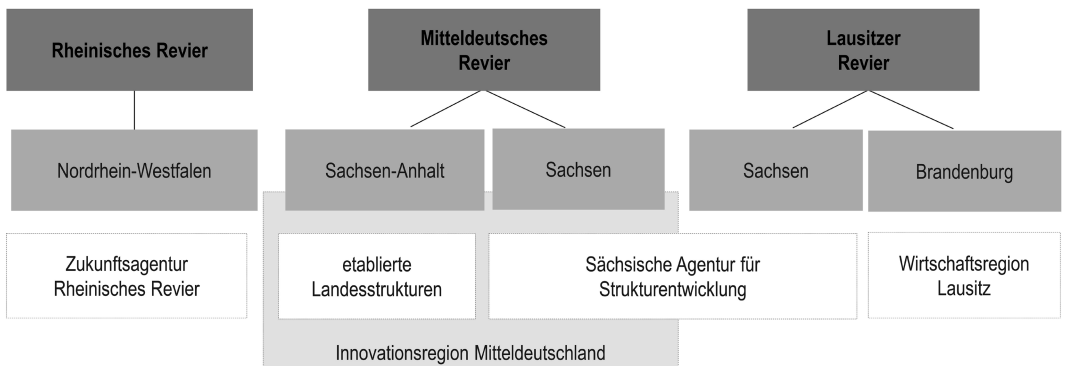 Rheinisches Revier
Mitteldeutsches
Revier
Lausitzer
Revier
Nordrhein-Westfalen
Sachsen-Anhalt
Sachsen
Sachsen
Brandenburg
Zukunftsagentur
Rheinisches Revier
etablierte
Landesstrukturen
Sächsische Agentur für
Strukturentwicklung
Wirtschaftsregion
Lausitz
Innovationsregion Mitteldeutschland